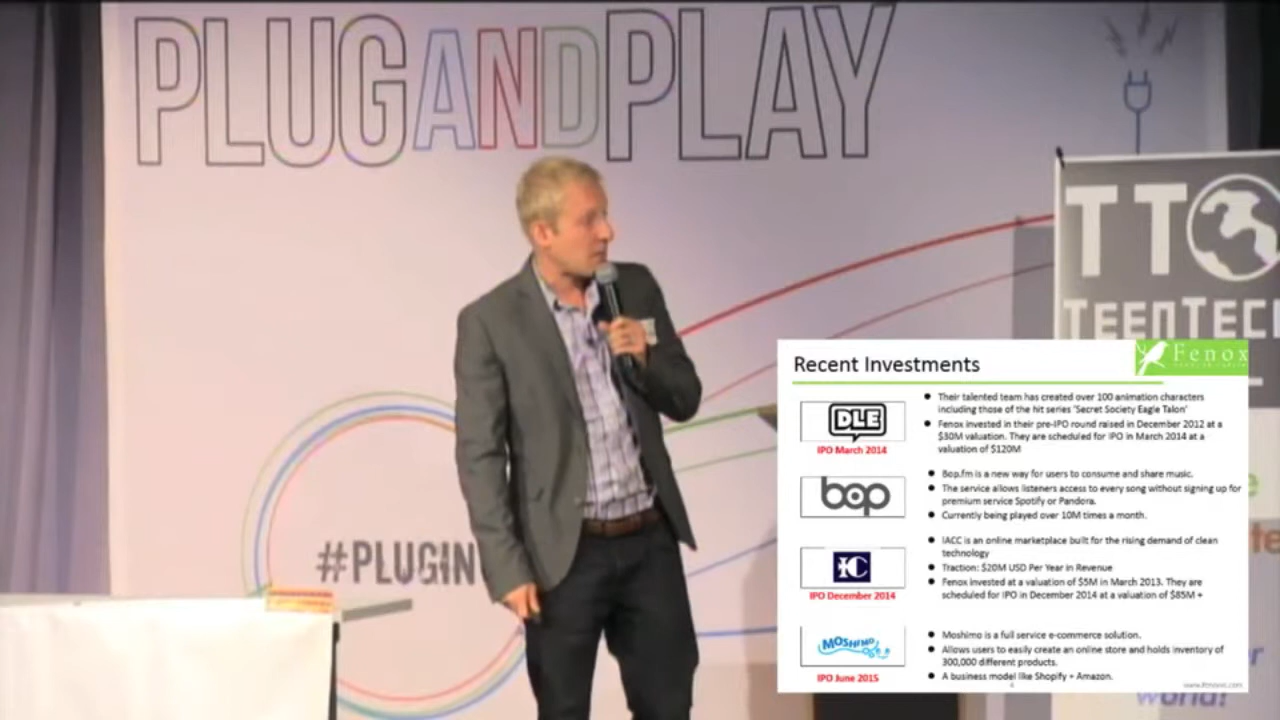 PLUGANDPLAY
TTO
TEENTECH
#PLUGIN
Recent Investments
Fenox
DLE
IPO March 2014
Their talented team has created over 100 animation characters
including those of the hit series 'Secret Society Eagle Talon'
Fenox invested in their pre-IPO round raised in December 2012 at a
$30M valuation. They are scheduled for IPO in March 2014 at a
valuation of $120M
bop
Bop.fm is a new way for users to consume and share music.
The service allows listeners access to every song without signing up for
premium service Spotify or Pandora.
Currently being played over 10M times a month.
IC
IPO December 2014
IACC is an online marketplace built for the rising demand of clean
technology
Traction: $20M USD Per Year in Revenue
Fenox invested at a valuation of $5M in March 2013. They are
scheduled for IPO in December 2014 at a valuation of $85M +
MOSHIMO
IPO June 2015
Moshimo is a full service e-commerce solution.
Allows users to easily create an online store and holds inventory of
300,000 different products.
A business model like Shopify + Amazon.
world!